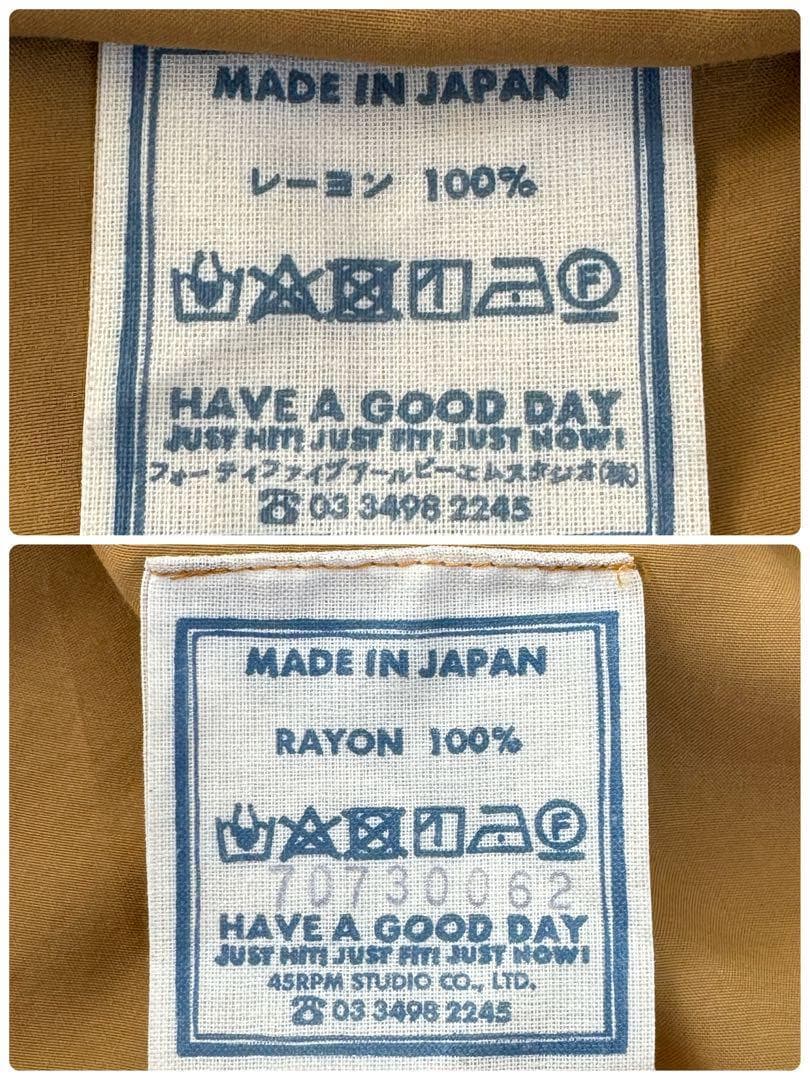 MADE IN JAPAN
レーヨン 100%
F
HAVE A GOOD DAY
JUST HIT! JUST FIT! JUST NOW!
フォーティファイブアールピーエムスタジオ(株)
☎ 03 3498 2245
MADE IN JAPAN
RAYON 100%
F
70730062
HAVE A GOOD DAY
JUST HIT! JUST FIT! JUST NOW!
45RPM STUDIO CO., LTD.
☎ 03 3498 2245